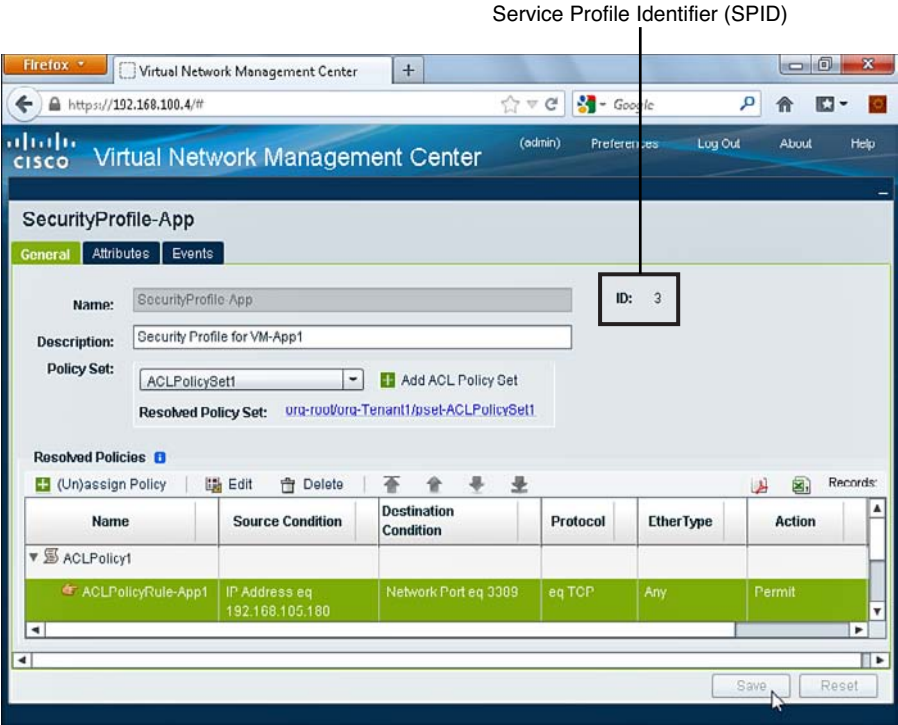 Service Profile Identifier (SPID)
Firefox
Virtual Network Management Center
+
https://192.168.100.4/#
Google
CISCO
Virtual Network Management Center
(admin) Preferences Log Out About Help
SecurityProfile-App
General Attributes Events
Name: SecurityProfile-App
ID: 3
Description: Security Profile for VM-App1
Policy Set: ACLPolicySet1 Add ACL Policy Set
Resolved Policy Set: org-root/org-Tenant1/pset-ACLPolicySet1
Resolved Policies
(Un)assign Policy Edit Delete Records:
Name Source Condition Destination Condition Protocol EtherType Action
ACLPolicy1
ACLPolicyRule-App1 IP Address eq 192.168.105.180 Network Port eq 3389 eq TCP Any Permit
Save Reset